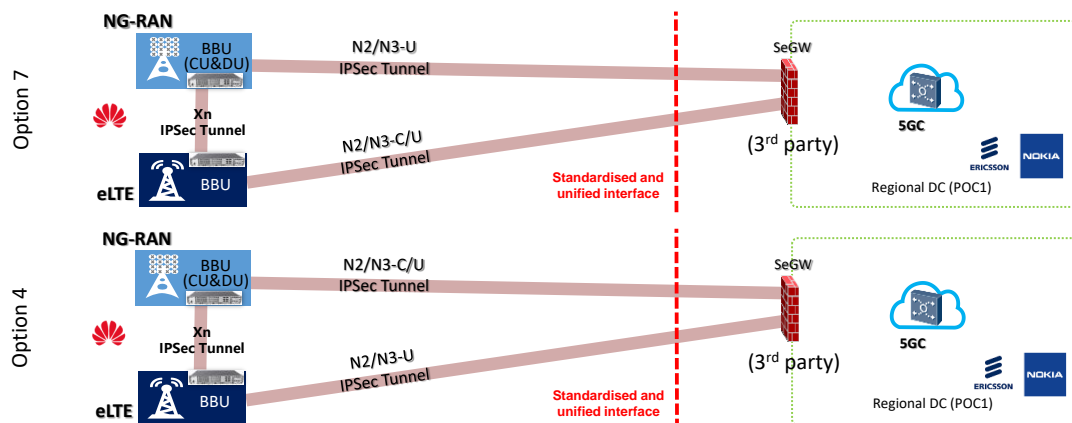 Option 7
NG-RAN
BBU
(CU&DU)
N2/N3-U
IPSec Tunnel
SeGW
Xn
IPSec Tunnel
5GC
N2/N3-C/U
IPSec Tunnel
(3rd party)
ERICSSON
NOKIA
eLTE
BBU
Standardised and
unified interface
Regional DC (POC1)
Option 4
NG-RAN
BBU
(CU&DU)
N2/N3-C/U
IPSec Tunnel
SeGW
Xn
IPSec Tunnel
5GC
N2/N3-U
IPSec Tunnel
(3rd party)
ERICSSON
NOKIA
eLTE
BBU
Standardised and
unified interface
Regional DC (POC1)